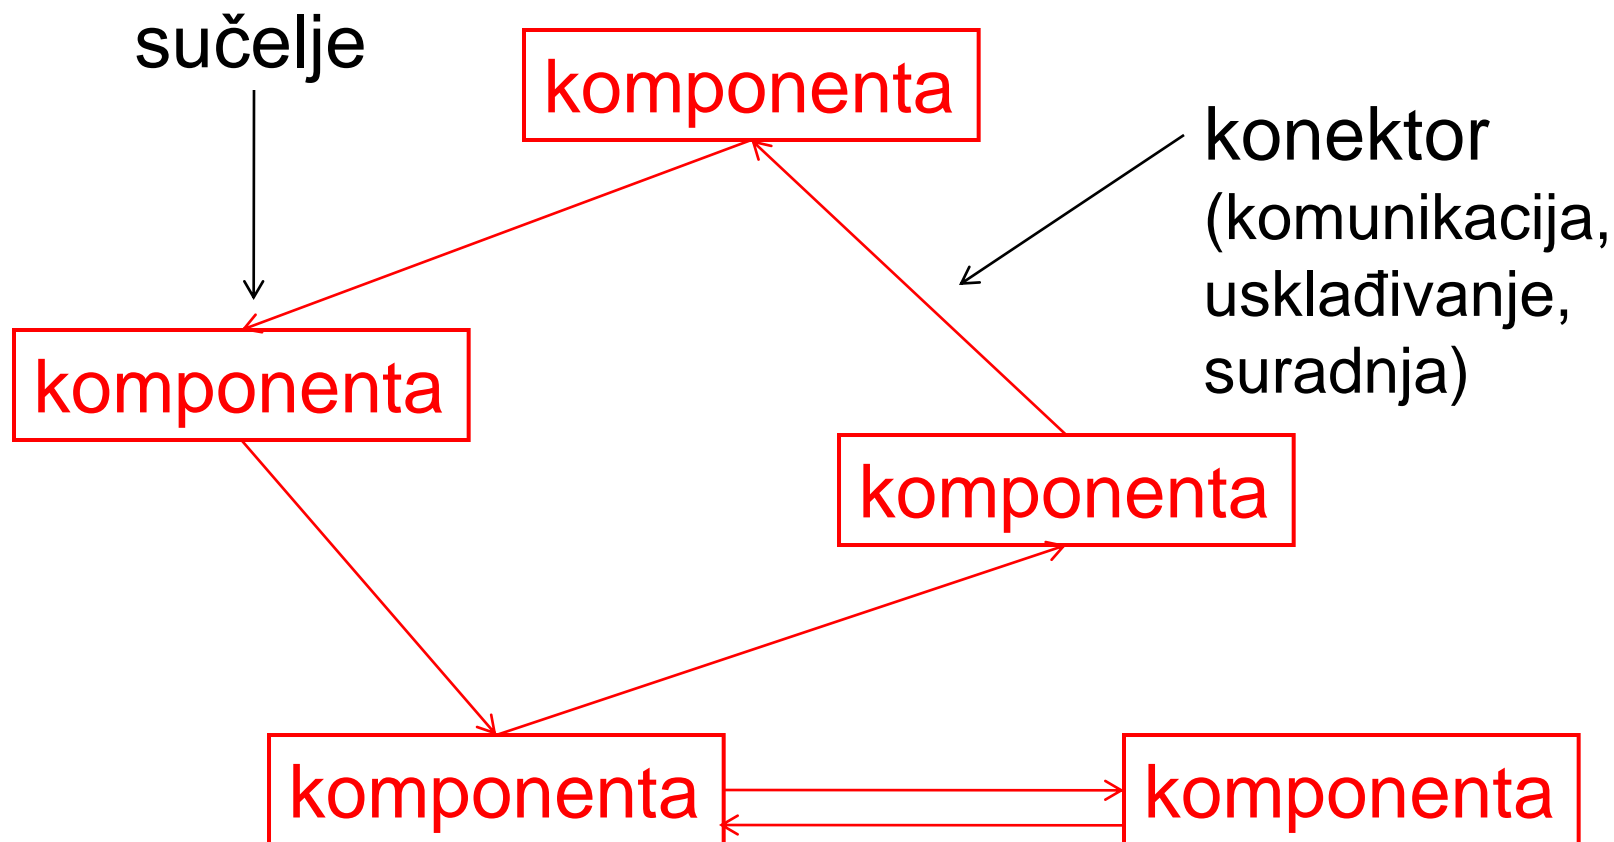 sučelje
komponenta
konektor
(komunikacija,
usklađivanje,
suradnja)
komponenta
komponenta
komponenta
komponenta